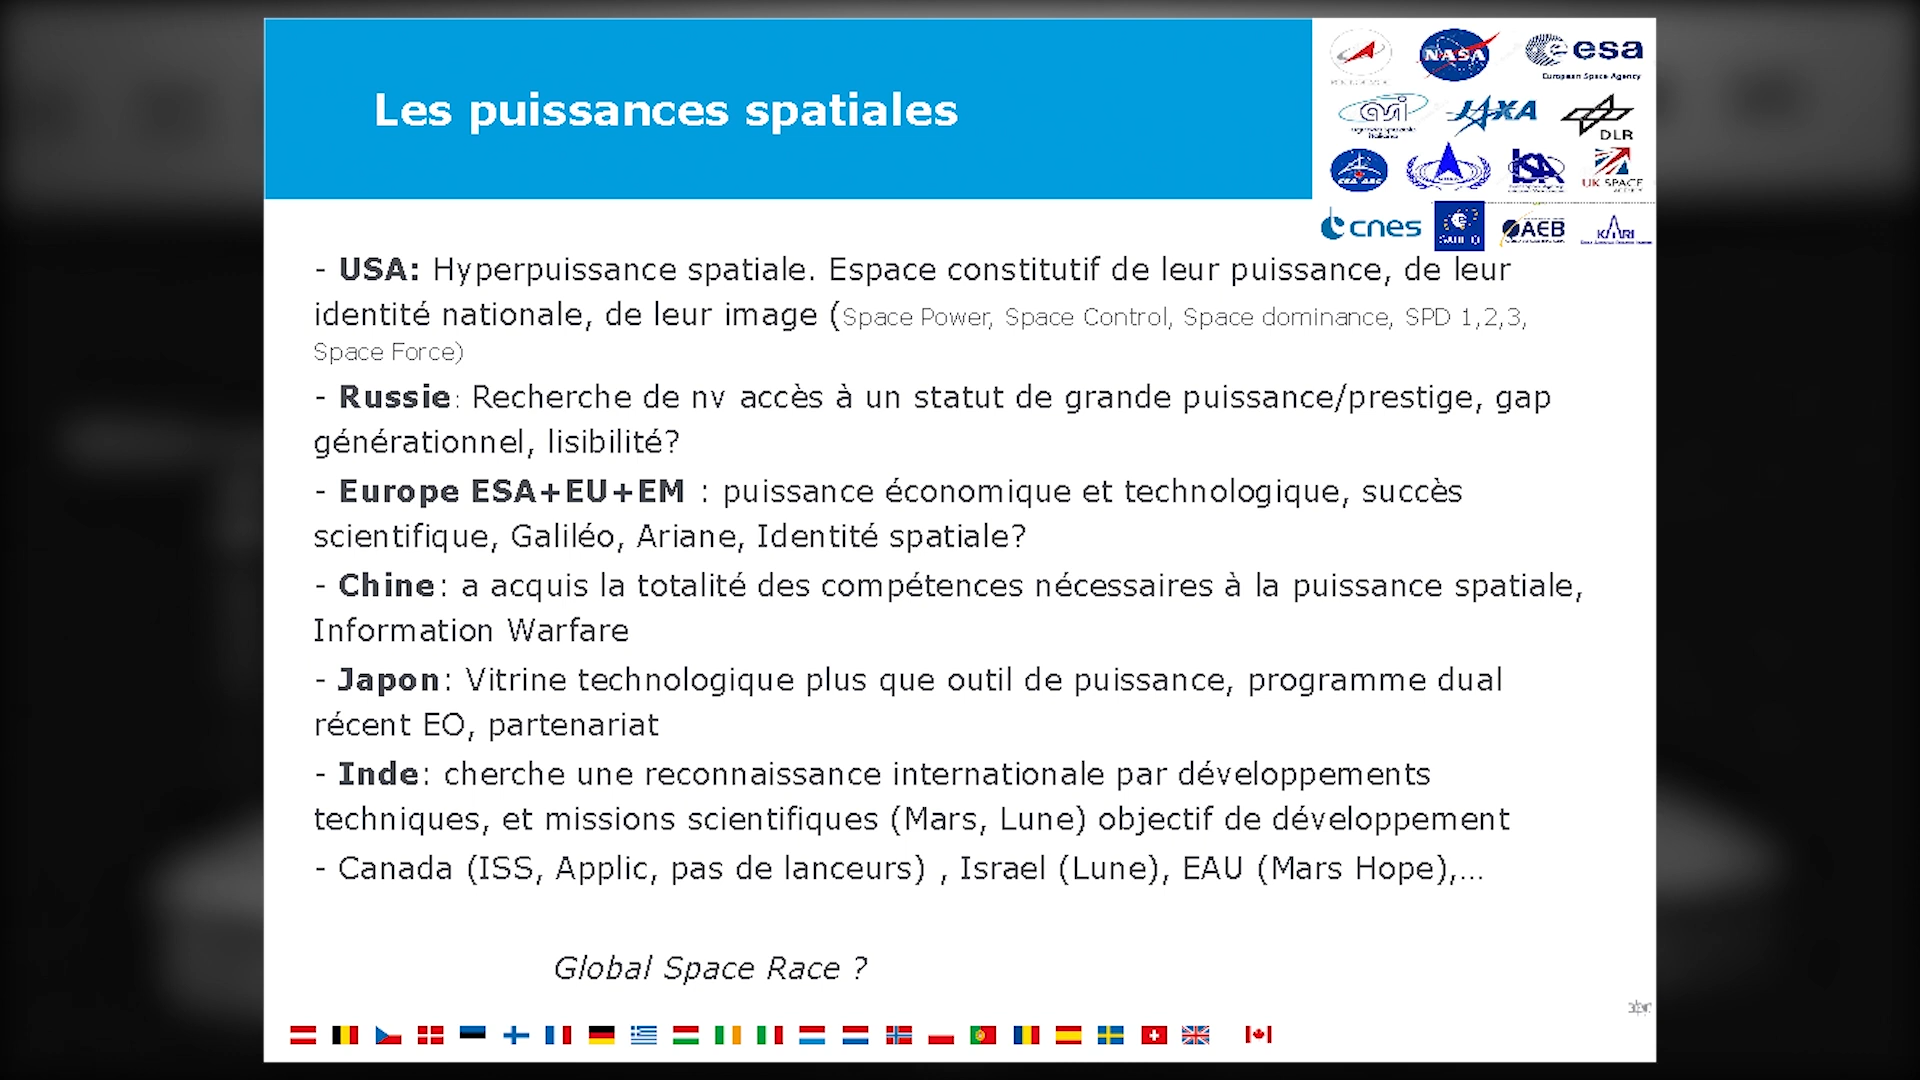 Les puissances spatiales
NASA
esa
European Space Agency
asi
JAXA
DLR
CSA ASC
ISA
UK SPACE
cnes
AEB
KARI
- USA: Hyperpuissance spatiale. Espace constitutif de leur puissance, de leur
identité nationale, de leur image (Space Power, Space Control, Space dominance, SPD 1,2,3,
Space Force)
- Russie: Recherche de nv accès à un statut de grande puissance/prestige, gap
générationnel, lisibilité?
- Europe ESA+EU+EM : puissance économique et technologique, succès
scientifique, Galiléo, Ariane, Identité spatiale?
- Chine: a acquis la totalité des compétences nécessaires à la puissance spatiale,
Information Warfare
- Japon: Vitrine technologique plus que outil de puissance, programme dual
récent EO, partenariat
- Inde: cherche une reconnaissance internationale par développements
techniques, et missions scientifiques (Mars, Lune) objectif de développement
- Canada (ISS, Applic, pas de lanceurs) , Israel (Lune), EAU (Mars Hope),...
Global Space Race ?